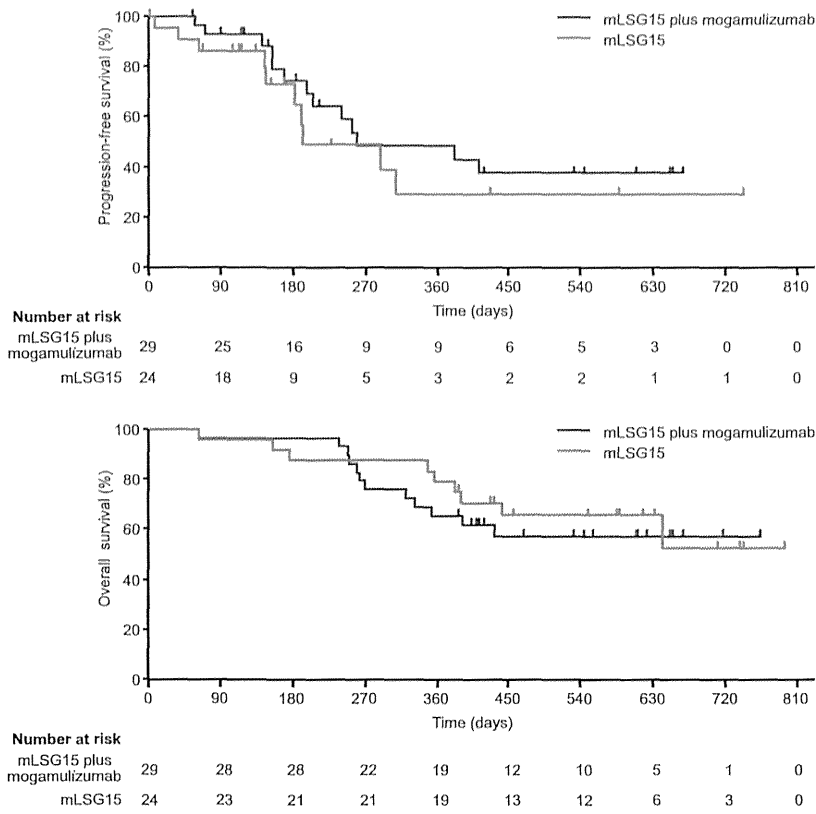 Progression-free survival (%)
100
80
60
40
20
0
mLSG15 plus mogamulizumab
mLSG15
0 90 180 270 360 450 540 630 720 810
Time (days)
Number at risk
mLSG15 plus
mogamulizumab 29 25 16 9 9 6 5 3 0 0
mLSG15 24 18 9 5 3 2 2 1 1 0
Overall survival (%)
100
80
60
40
20
0
mLSG15 plus mogamulizumab
mLSG15
0 90 180 270 360 450 540 630 720 810
Time (days)
Number at risk
mLSG15 plus
mogamulizumab 29 28 28 22 19 12 10 5 1 0
mLSG15 24 23 21 21 19 13 12 6 3 0